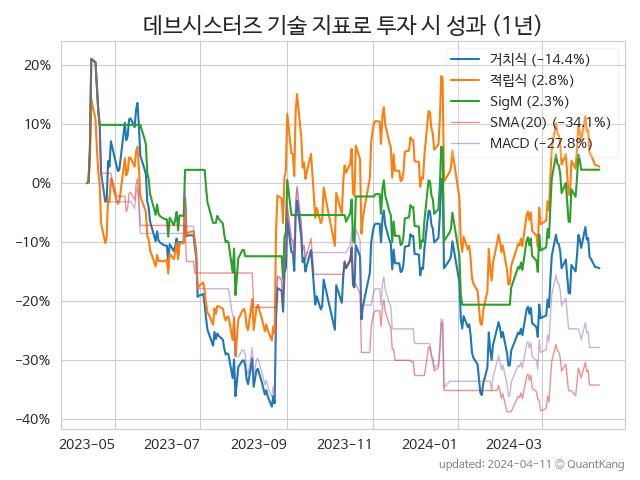 데브시스터즈 기술 지표로 투자 시 성과 (1년)
거치식 (−14.4%)
적립식 (2.8%)
SigM (2.3%)
SMA(20) (−34.1%)
MACD (−27.8%)
20%
10%
0%
−10%
−20%
−30%
−40%
2023-05 2023-07 2023-09 2023-11 2024-01 2024-03
updated: 2024-04-11 © QuantKang